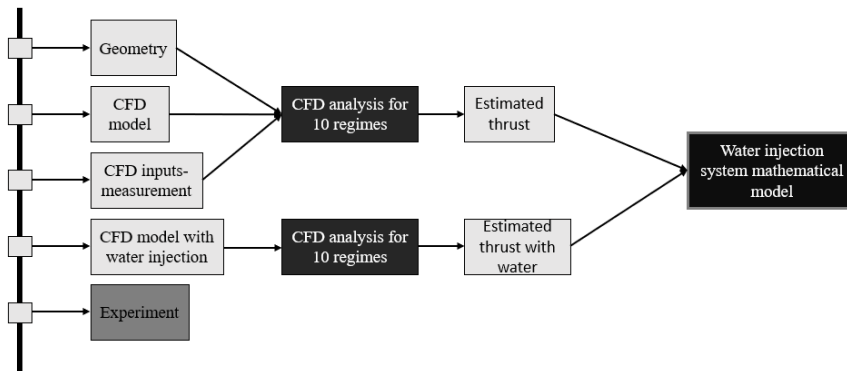 Geometry
CFD
model
CFD inputs-
measurement
CFD model with
water injection
Experiment
CFD analysis for
10 regimes
CFD analysis for
10 regimes
Estimated
thrust
Estimated
thrust with
water
Water injection
system mathematical
model